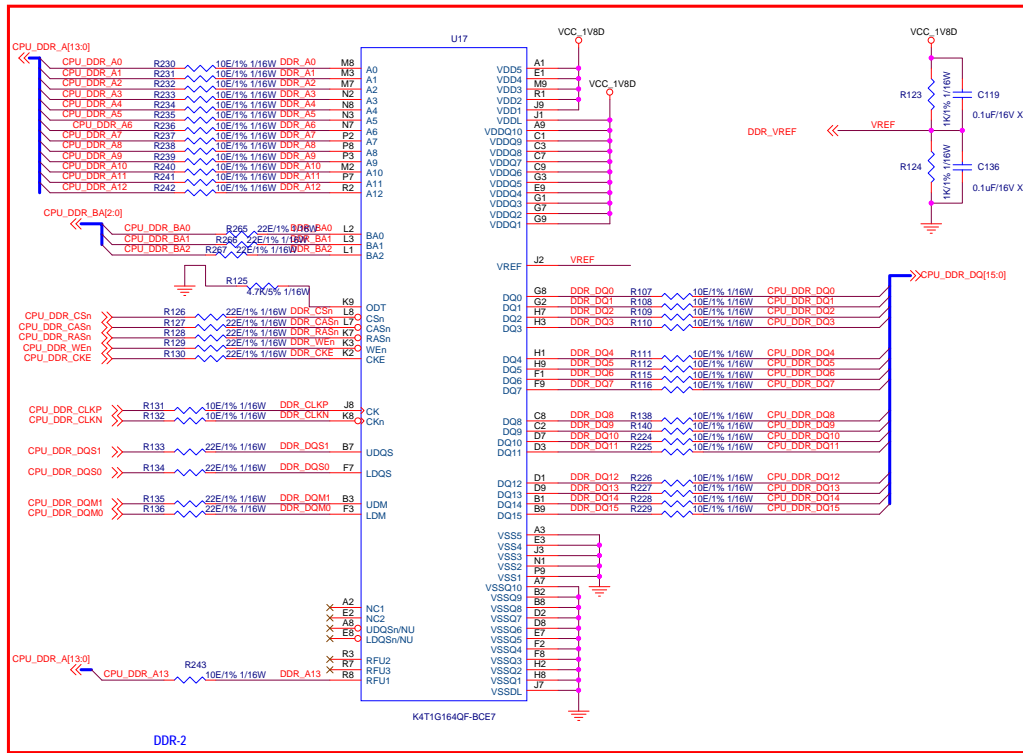 U17
VCC_1V8D
VCC_1V8D
VCC_1V8D
CPU_DDR_A[13:0]
CPU_DDR_A0 R230 10E/1% 1/16W DDR_A0 M8 A0
CPU_DDR_A1 R231 10E/1% 1/16W DDR_A1 M3 A1
CPU_DDR_A2 R232 10E/1% 1/16W DDR_A2 M7 A2
CPU_DDR_A3 R233 10E/1% 1/16W DDR_A3 N2 A3
CPU_DDR_A4 R234 10E/1% 1/16W DDR_A4 N8 A4
CPU_DDR_A5 R235 10E/1% 1/16W DDR_A5 N3 A5
CPU_DDR_A6 R236 10E/1% 1/16W DDR_A6 N7 A6
CPU_DDR_A7 R237 10E/1% 1/16W DDR_A7 P2 A7
CPU_DDR_A8 R238 10E/1% 1/16W DDR_A8 P8 A8
CPU_DDR_A9 R239 10E/1% 1/16W DDR_A9 P3 A9
CPU_DDR_A10 R240 10E/1% 1/16W DDR_A10 M2 A10
CPU_DDR_A11 R241 10E/1% 1/16W DDR_A11 P7 A11
CPU_DDR_A12 R242 10E/1% 1/16W DDR_A12 R2 A12
CPU_DDR_BA[2:0]
CPU_DDR_BA0 R265 22E/1% 1/16W DDR_BA0 L2 BA0
CPU_DDR_BA1 R266 22E/1% 1/16W DDR_BA1 L3 BA1
CPU_DDR_BA2 R267 22E/1% 1/16W DDR_BA2 L1 BA2
R125 4.7K/5% 1/16W K9 ODT
CPU_DDR_CSn R126 22E/1% 1/16W DDR_CSn L8 CSn
CPU_DDR_CASn R127 22E/1% 1/16W DDR_CASn L7 CASn
CPU_DDR_RASn R128 22E/1% 1/16W DDR_RASn K7 RASn
CPU_DDR_WEn R129 22E/1% 1/16W DDR_WEn K3 WEn
CPU_DDR_CKE R130 22E/1% 1/16W DDR_CKE K2 CKE
CPU_DDR_CLKP R131 10E/1% 1/16W DDR_CLKP J8 CK
CPU_DDR_CLKN R132 10E/1% 1/16W DDR_CLKN K8 CKn
CPU_DDR_DQS1 R133 22E/1% 1/16W DDR_DQS1 B7 UDQS
CPU_DDR_DQS0 R134 22E/1% 1/16W DDR_DQS0 F7 LDQS
CPU_DDR_DQM1 R135 22E/1% 1/16W DDR_DQM1 B3 UDM
CPU_DDR_DQM0 R136 22E/1% 1/16W DDR_DQM0 F3 LDM
A2 NC1
E2 NC2
A8 UDQSn/NU
E8 LDQSn/NU
R3 RFU2
R7 RFU3
CPU_DDR_A[13:0]
CPU_DDR_A13 R243 10E/1% 1/16W DDR_A13 R8 RFU1
VDD5 A1
VDD4 E1
VDD3 M9
VDD2 R1
VDD1 J9
VDDL J1
VDDQ10 A9
VDDQ9 C1
VDDQ8 C3
VDDQ7 C7
VDDQ6 C9
VDDQ5 G3
VDDQ4 E9
VDDQ3 G1
VDDQ2 G7
VDDQ1 G9
VREF J2 VREF
DQ0 G8 DDR_DQ0 R107 10E/1% 1/16W CPU_DDR_DQ0
DQ1 G2 DDR_DQ1 R108 10E/1% 1/16W CPU_DDR_DQ1
DQ2 H7 DDR_DQ2 R109 10E/1% 1/16W CPU_DDR_DQ2
DQ3 H3 DDR_DQ3 R110 10E/1% 1/16W CPU_DDR_DQ3
DQ4 H1 DDR_DQ4 R111 10E/1% 1/16W CPU_DDR_DQ4
DQ5 H9 DDR_DQ5 R112 10E/1% 1/16W CPU_DDR_DQ5
DQ6 F1 DDR_DQ6 R115 10E/1% 1/16W CPU_DDR_DQ6
DQ7 F9 DDR_DQ7 R116 10E/1% 1/16W CPU_DDR_DQ7
DQ8 C8 DDR_DQ8 R138 10E/1% 1/16W CPU_DDR_DQ8
DQ9 C2 DDR_DQ9 R140 10E/1% 1/16W CPU_DDR_DQ9
DQ10 D7 DDR_DQ10 R224 10E/1% 1/16W CPU_DDR_DQ10
DQ11 D3 DDR_DQ11 R225 10E/1% 1/16W CPU_DDR_DQ11
DQ12 D1 DDR_DQ12 R226 10E/1% 1/16W CPU_DDR_DQ12
DQ13 D9 DDR_DQ13 R227 10E/1% 1/16W CPU_DDR_DQ13
DQ14 B1 DDR_DQ14 R228 10E/1% 1/16W CPU_DDR_DQ14
DQ15 B9 DDR_DQ15 R229 10E/1% 1/16W CPU_DDR_DQ15
CPU_DDR_DQ[15:0]
VSS5 A3
VSS4 E3
VSS3 J3
VSS2 N1
VSS1 P9
VSSQ10 A7
VSSQ9 B2
VSSQ8 B8
VSSQ7 D2
VSSQ6 D8
VSSQ5 E7
VSSQ4 F2
VSSQ3 F8
VSSQ2 H2
VSSQ1 H8
VSSDL J7
R123 1K/1% 1/16W C119
0.1uF/16V X
DDR_VREF VREF
R124 1K/1% 1/16W C136
0.1uF/16V X
K4T1G164QF-BCE7
DDR-2